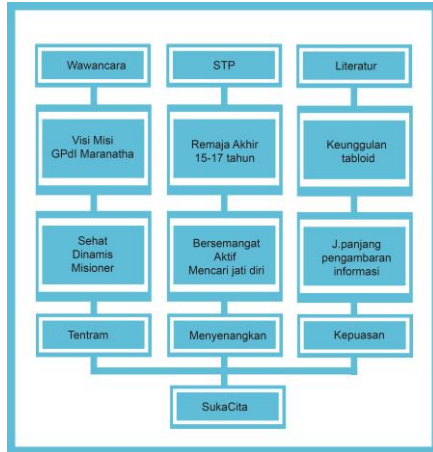 Wawancara
STP
Literatur
Visi Misi
GPdI Maranatha
Remaja Akhir
15-17 tahun
Keunggulan
tabloid
Sehat
Dinamis
Misioner
Bersemangat
Aktif
Mencari jati diri
J.panjang
pengambaran
informasi
Tentram
Menyenangkan
Kepuasan
SukaCita